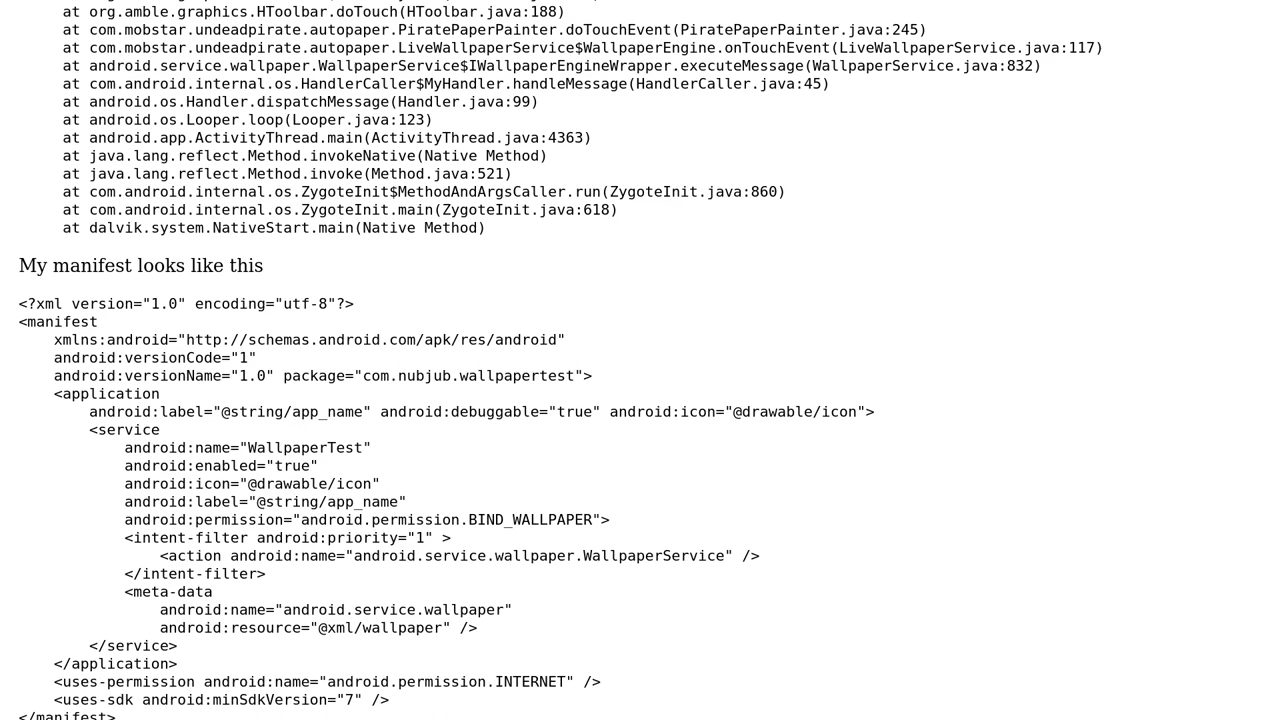 at org.amble.graphics.HToolbar.doTouch(HToolbar.java:188)
at com.mobstar.undeadpirate.autopaper.PiratePaperPainter.doTouchEvent(PiratePaperPainter.java:245)
at com.mobstar.undeadpirate.autopaper.LiveWallpaperService$WallpaperEngine.onTouchEvent(LiveWallpaperService.java:117)
at android.service.wallpaper.WallpaperService$IWallpaperEngineWrapper.executeMessage(WallpaperService.java:832)
at com.android.internal.os.HandlerCaller$MyHandler.handleMessage(HandlerCaller.java:45)
at android.os.Handler.dispatchMessage(Handler.java:99)
at android.os.Looper.loop(Looper.java:123)
at android.app.ActivityThread.main(ActivityThread.java:4363)
at java.lang.reflect.Method.invokeNative(Native Method)
at java.lang.reflect.Method.invoke(Method.java:521)
at com.android.internal.os.ZygoteInit$MethodAndArgsCaller.run(ZygoteInit.java:860)
at com.android.internal.os.ZygoteInit.main(ZygoteInit.java:618)
at dalvik.system.NativeStart.main(Native Method)
My manifest looks like this
<?xml version="1.0" encoding="utf-8"?>
<manifest
xmlns:android="http://schemas.android.com/apk/res/android"
android:versionCode="1"
android:versionName="1.0" package="com.nubjub.wallpapertest">
<application
android:label="@string/app_name" android:debuggable="true" android:icon="@drawable/icon">
<service
android:name="WallpaperTest"
android:enabled="true"
android:icon="@drawable/icon"
android:label="@string/app_name"
android:permission="android.permission.BIND_WALLPAPER">
<intent-filter android:priority="1" >
<action android:name="android.service.wallpaper.WallpaperService" />
</intent-filter>
<meta-data
android:name="android.service.wallpaper"
android:resource="@xml/wallpaper" />
</service>
</application>
<uses-permission android:name="android.permission.INTERNET" />
<uses-sdk android:minSdkVersion="7" />
</manifest>